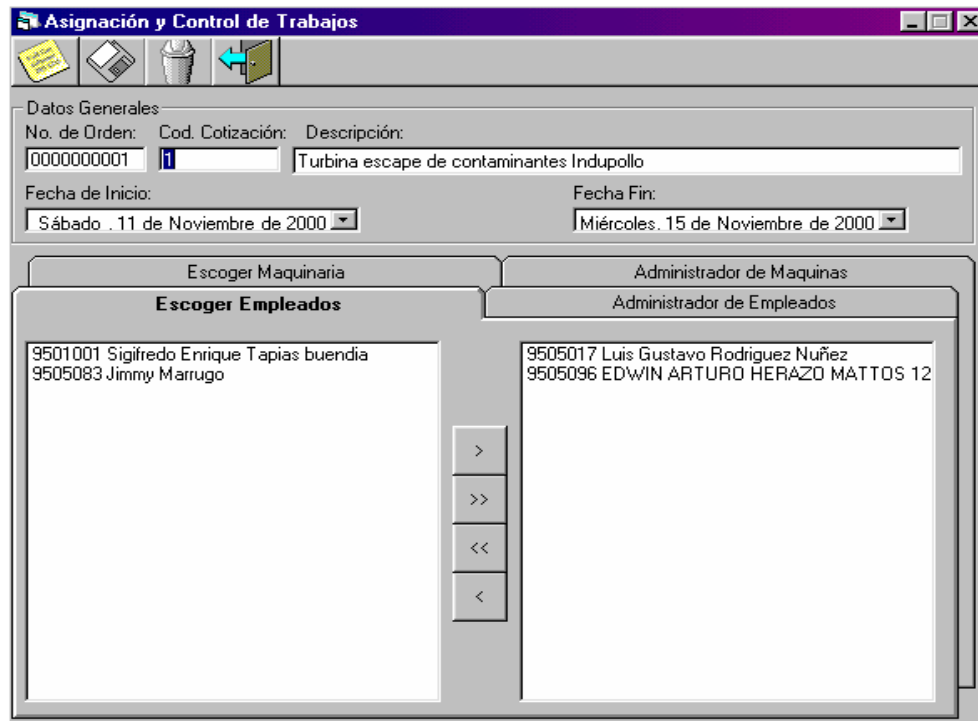 Asignación y Control de Trabajos
Datos Generales
No. de Orden: Cod. Cotización: Descripción:
0000000001 1 Turbina escape de contaminantes Indupollo
Fecha de Inicio: Fecha Fin:
Sábado . 11 de Noviembre de 2000 Miércoles. 15 de Noviembre de 2000
Escoger Maquinaria Administrador de Maquinas
Escoger Empleados Administrador de Empleados
9501001 Sigifredo Enrique Tapias buendia
9505083 Jimmy Marrugo
9505017 Luis Gustavo Rodriguez Nuñez
9505096 EDWIN ARTURO HERAZO MATTOS 12
>
>>
<<
<